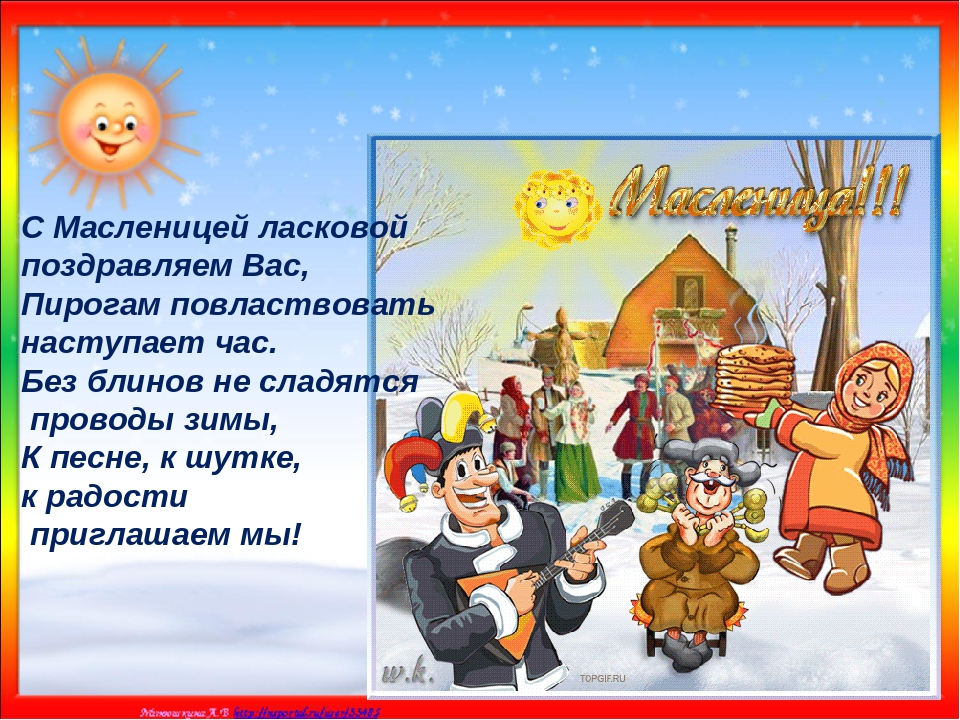 Масленица!!!
С Масленицей ласковой
поздравляем Вас,
Пирогам повластвовать
наступает час.
Без блинов не сладятся
проводы зимы,
К песне, к шутке,
к радости
приглашаем мы!
w.k.
TOPGIF.RU
А.В http://nsportal.ru/user/33485